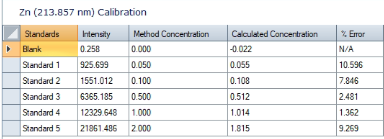 Zn (213.857 nm) Calibration
Standards Intensity Method Concentration Calculated Concentration % Error
Blank 0.258 0.000 -0.022 N/A
Standard 1 925.699 0.050 0.055 10.596
Standard 2 1551.012 0.100 0.108 7.846
Standard 3 6365.185 0.500 0.512 2.481
Standard 4 12329.648 1.000 1.014 1.362
Standard 5 21861.486 2.000 1.815 9.269